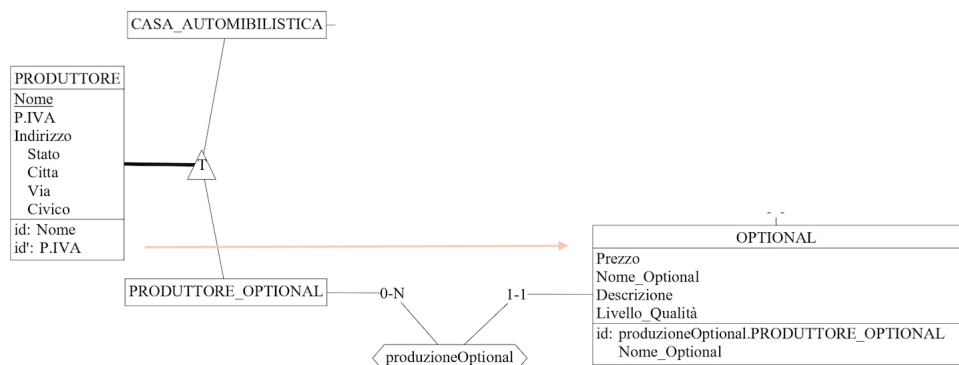 CASA_AUTOMIBILISTICA
PRODUTTORE
Nome
P.IVA
Indirizzo
Stato
Citta
Via
Civico
id: Nome
id': P.IVA
T
PRODUTTORE_OPTIONAL
0-N
1-1
produzioneOptional
OPTIONAL
Prezzo
Nome_Optional
Descrizione
Livello_Qualità
id: produzioneOptional.PRODUTTORE_OPTIONAL
Nome_Optional